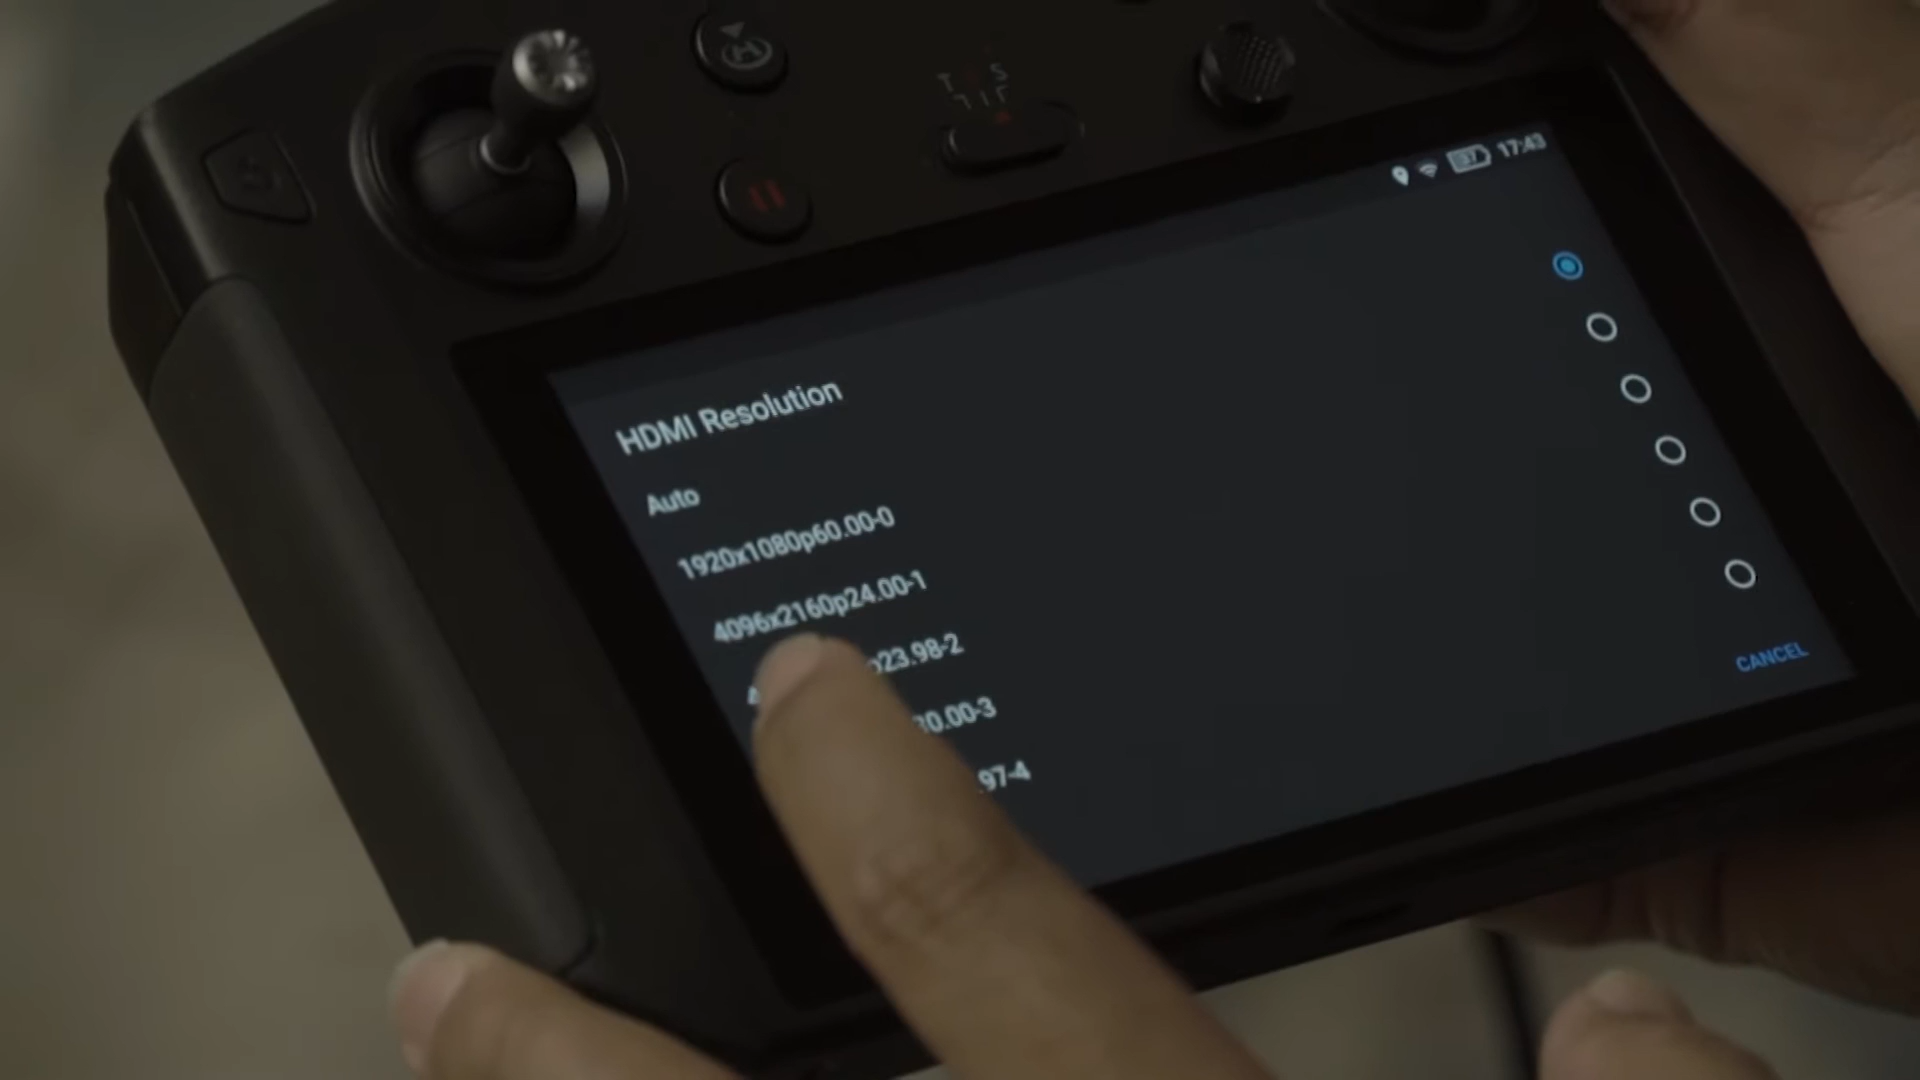 T S
17:43
HDMI Resolution
Auto
1920x1080p60.00-0
4096x2160p24.00-1
23.98-2
0.00-3
.97-4
CANCEL